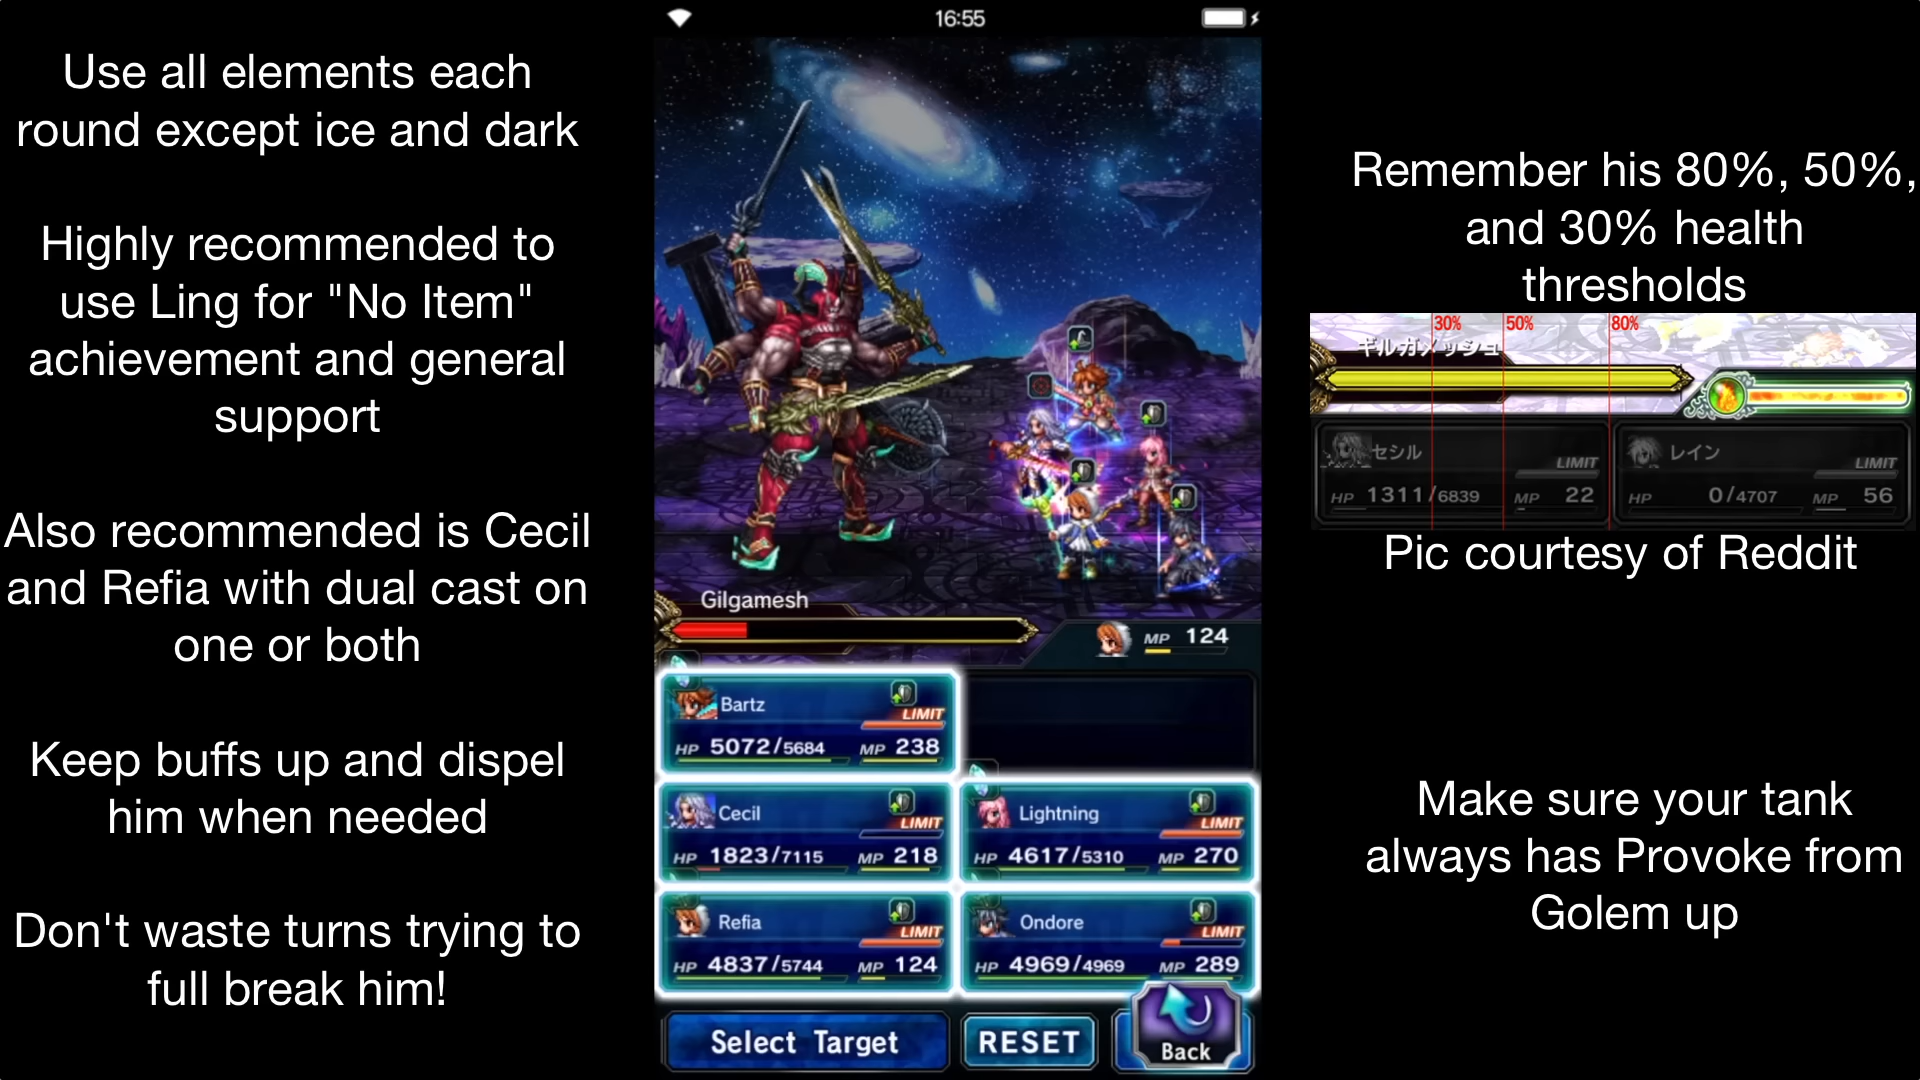 Use all elements each
round except ice and dark
Highly recommended to
use Ling for "No Item"
achievement and general
support
Also recommended is Cecil
and Refia with dual cast on
one or both
Keep buffs up and dispel
him when needed
Don't waste turns trying to
full break him!
16:55
Gilgamesh
MP 124
Bartz
LIMIT
HP 5072/5684 MP 238
Cecil
LIMIT
HP 1823/7115 MP 218
Lightning
LIMIT
HP 4617/5310 MP 270
Refia
LIMIT
HP 4837/5744 MP 124
Ondore
LIMIT
HP 4969/4969 MP 289
Select Target
RESET
Back
Remember his 80%, 50%,
and 30% health
thresholds
30% 50% 80%
ギルガメッシュ
セシル
LIMIT
HP 1311/6839 MP 22
レイン
LIMIT
HP 0/4707 MP 56
Pic courtesy of Reddit
Make sure your tank
always has Provoke from
Golem up